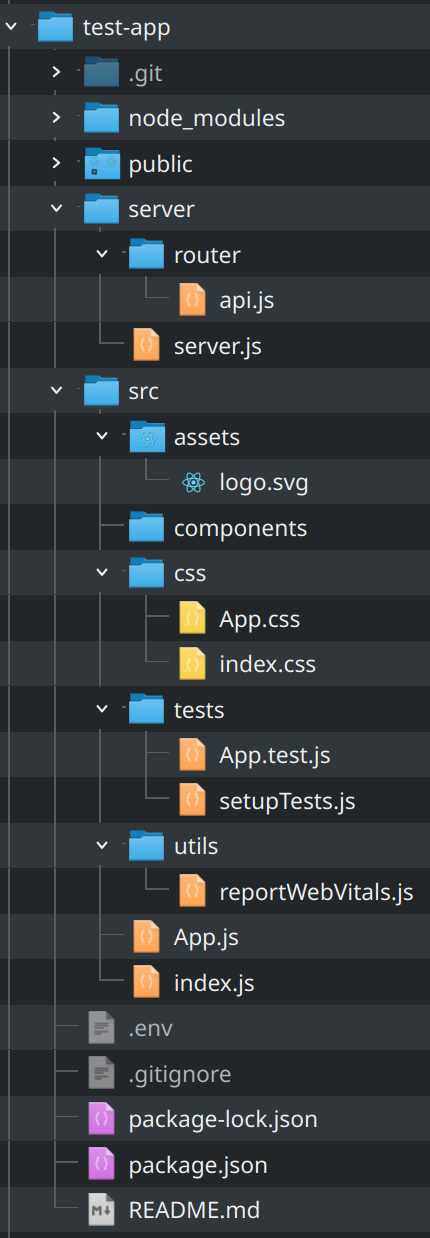 test-app
.git
node_modules
public
server
router
api.js
server.js
src
assets
logo.svg
components
css
App.css
index.css
tests
App.test.js
setupTests.js
utils
reportWebVitals.js
App.js
index.js
.env
.gitignore
package-lock.json
package.json
README.md